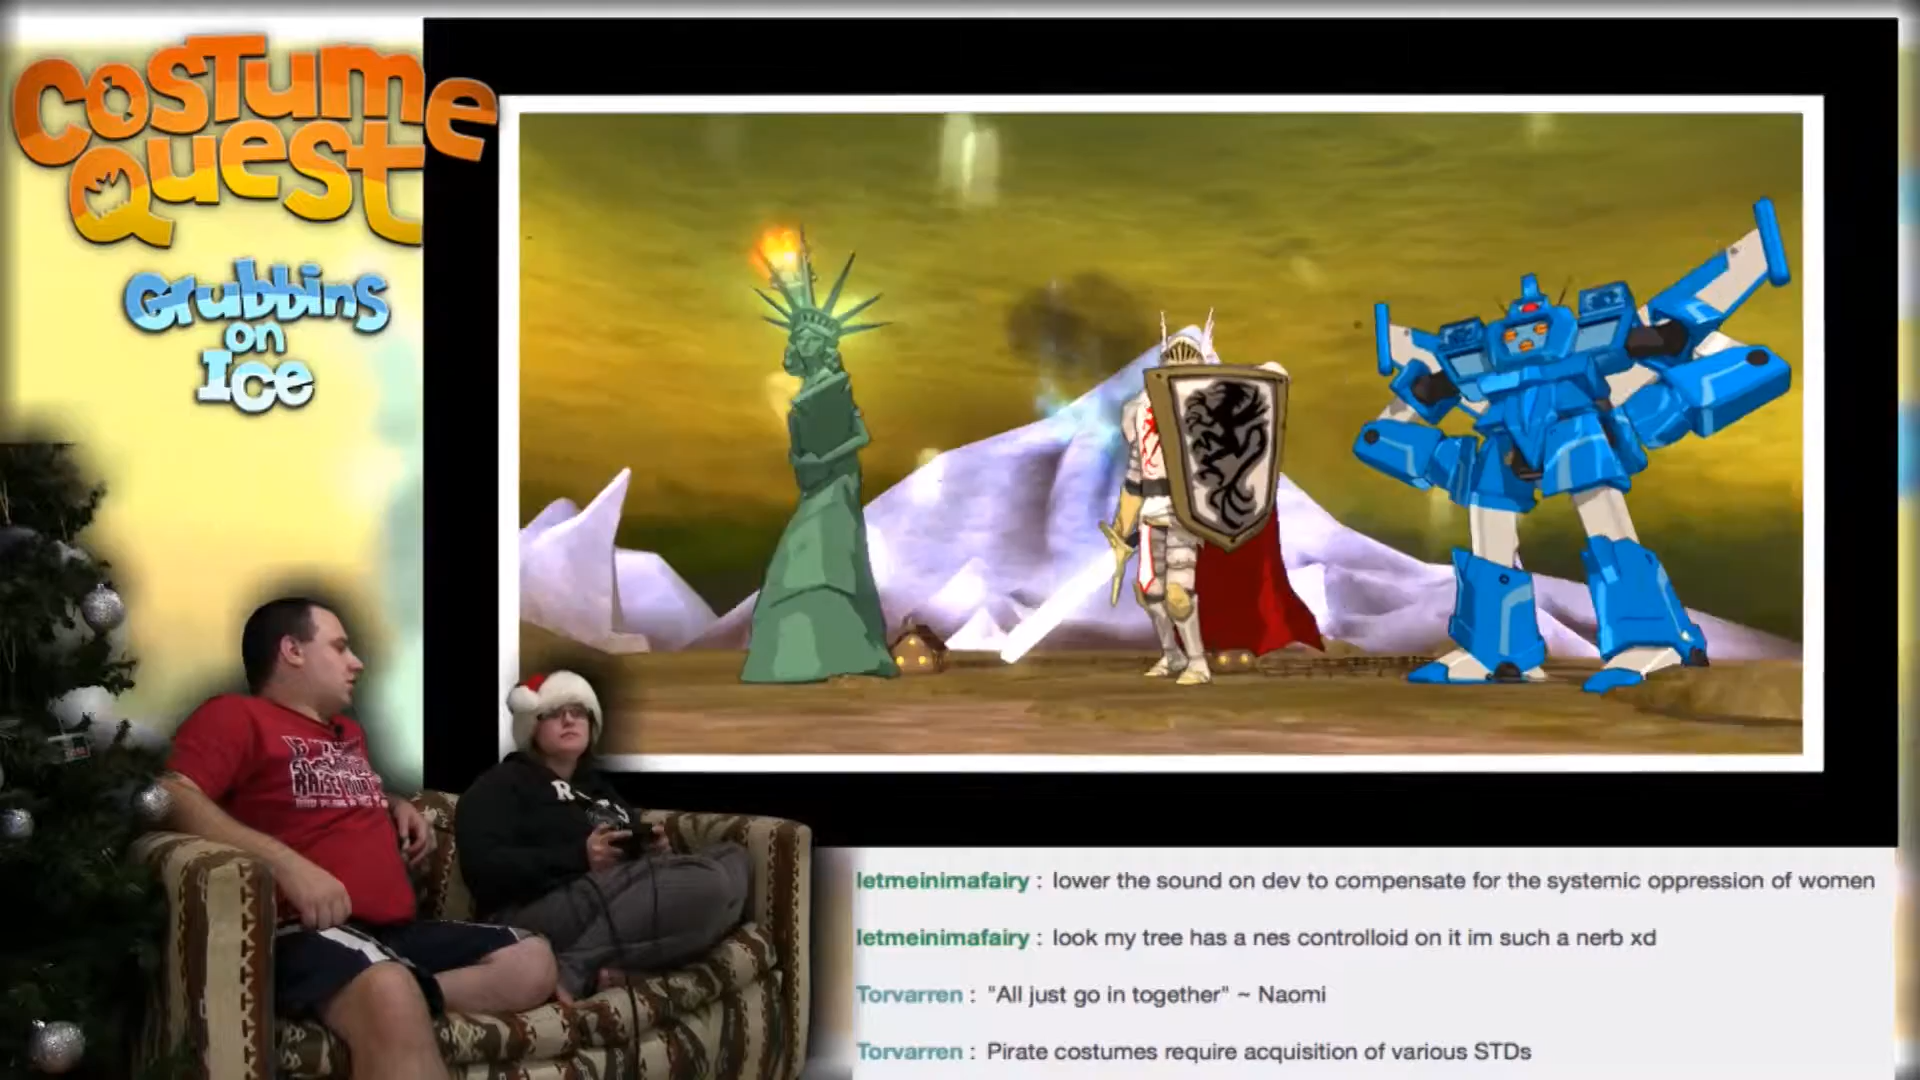 Costume
Quest
Grubbins
on
Ice
RAISE
letmeinimafairy : lower the sound on dev to compensate for the systemic oppression of women
letmeinimafairy : look my tree has a nes controlloid on it im such a nerb xd
Torvarren : "All just go in together" ~ Naomi
Torvarren : Pirate costumes require acquisition of various STDs